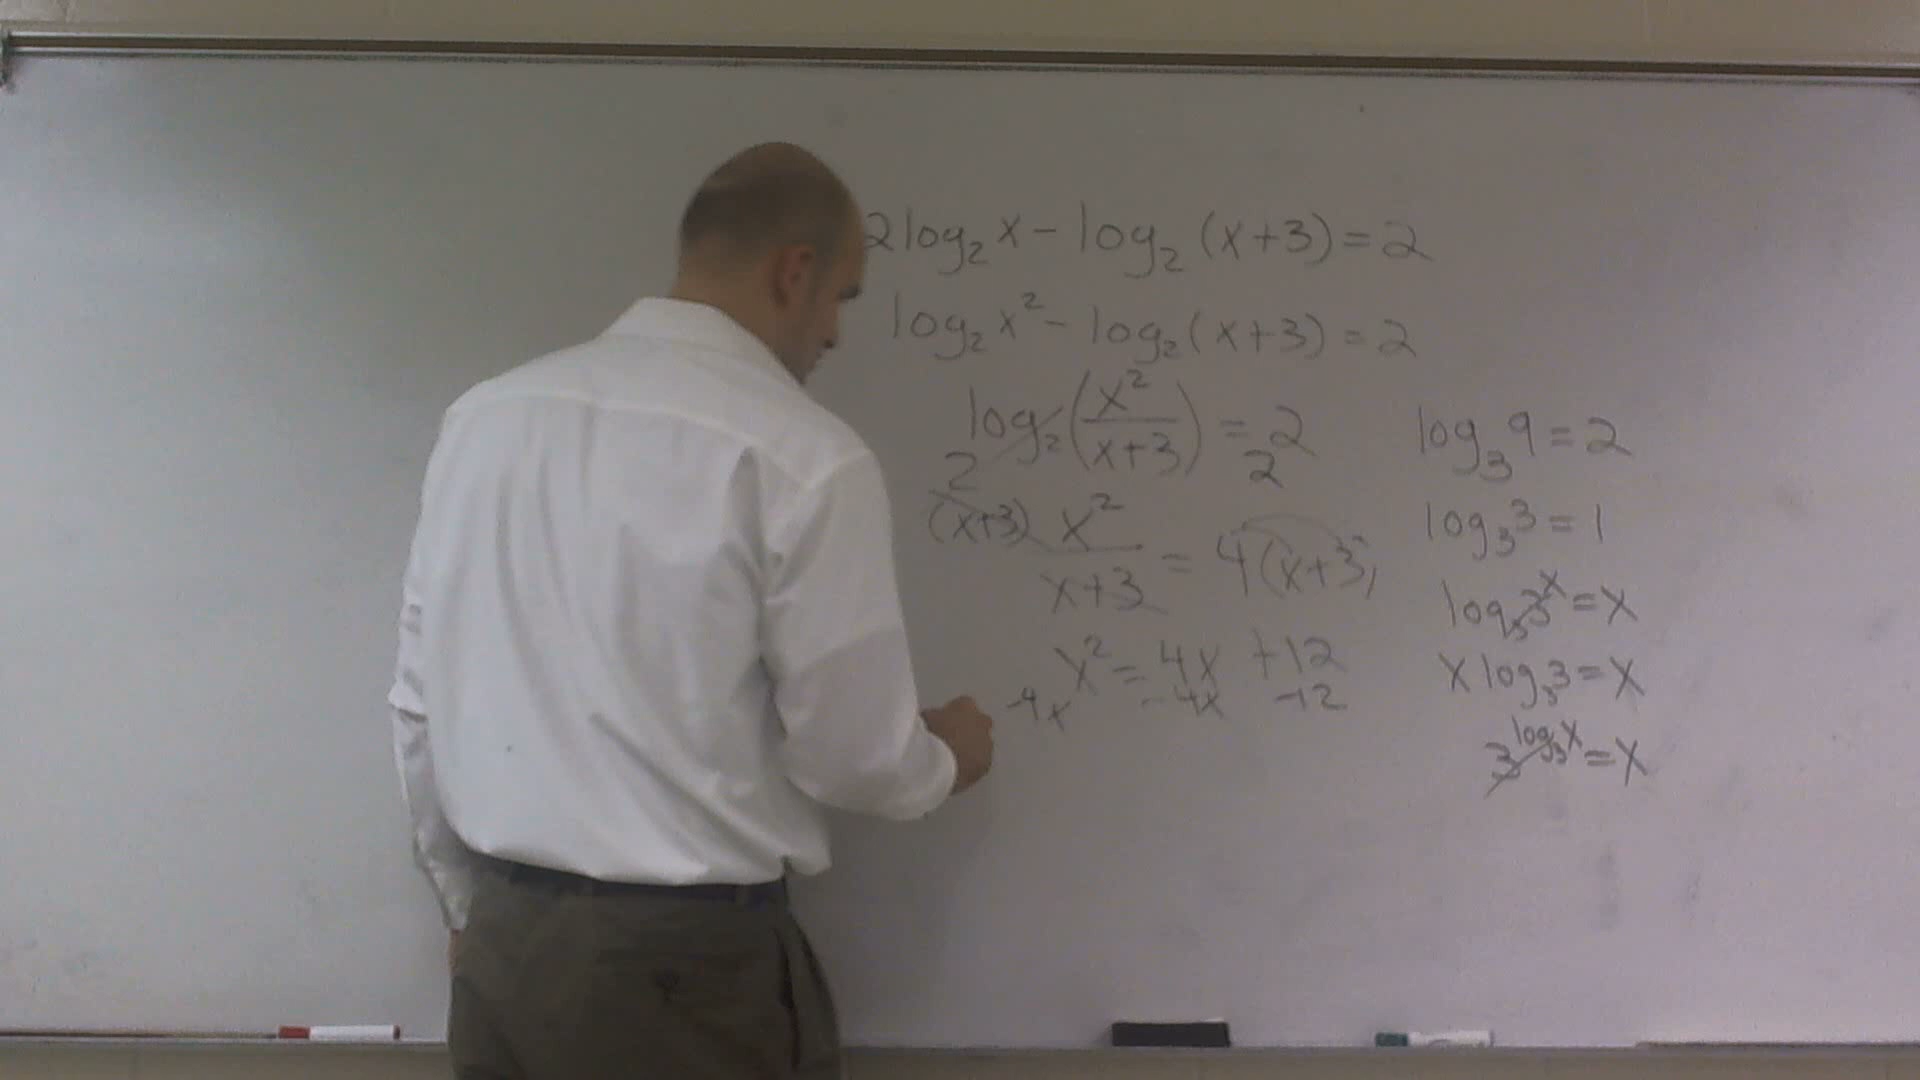 2log₂x - log₂(x+3) = 2
log₂x² - log₂(x+3) = 2
log₂(x²/(x+3)) = 2
2 2
(x+3) x²/(x+3) = 4(x+3)
x² = 4x + 12
-4x -4x -12
log₃9 = 2
log₃3 = 1
log₃3ˣ = x
x log₃3 = x
3^(log₃x) = x